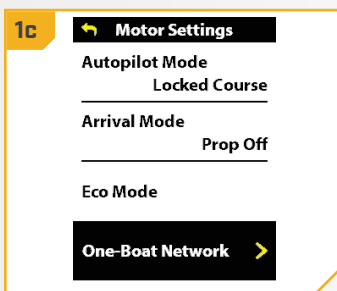 1c
Motor Settings
Autopilot Mode
Locked Course
Arrival Mode
Prop Off
Eco Mode
One-Boat Network